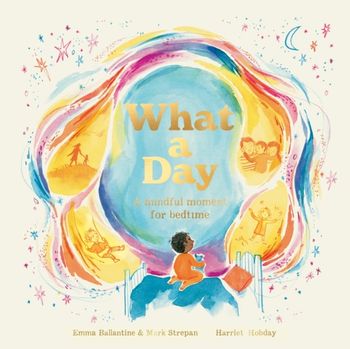 What
a
Day
A mindful moment
for bedtime
Emma Ballantine & Mark Strepan Harriet Hobday